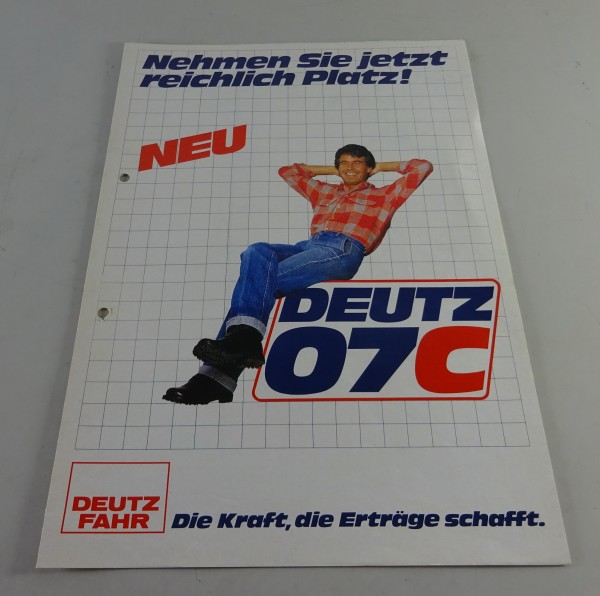 Nehmen Sie jetzt
reichlich Platz!
NEU
DEUTZ
07C
DEUTZ
FAHR
Die Kraft, die Erträge schafft.